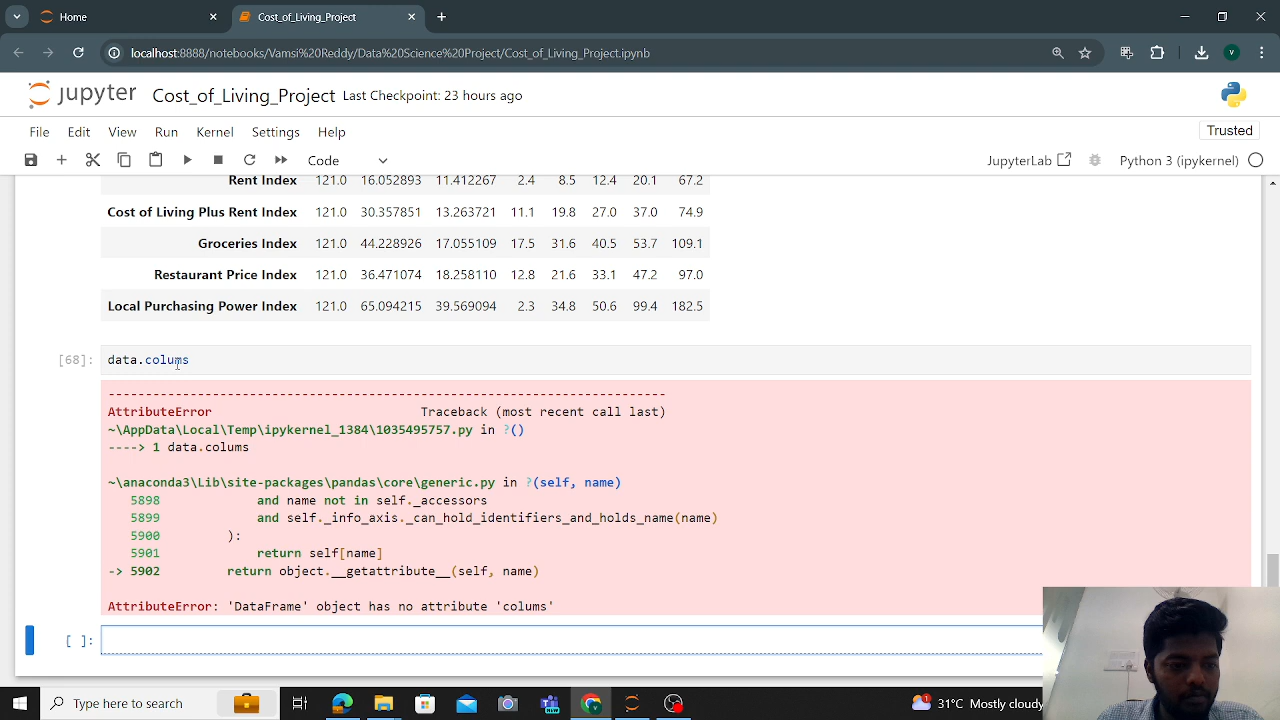 Home
Cost_of_Living_Project
localhost:8888/notebooks/Vamsi%20Reddy/Data%20Science%20Project/Cost_of_Living_Project.ipynb
V
jupyter Cost_of_Living_Project Last Checkpoint: 23 hours ago
Trusted
File Edit View Run Kernel Settings Help
Code JupyterLab Python 3 (ipykernel)
Rent Index 121.0 16.052893 11.412267 2.4 8.5 12.4 20.1 67.2
Cost of Living Plus Rent Index 121.0 30.357851 13.263721 11.1 19.8 27.0 37.0 74.9
Groceries Index 121.0 44.228926 17.055109 17.5 31.6 40.5 53.7 109.1
Restaurant Price Index 121.0 36.471074 18.258110 12.8 21.6 33.1 47.2 97.0
Local Purchasing Power Index 121.0 65.094215 39.569094 2.3 34.8 50.6 99.4 182.5
[68]: data.colums
---------------------------------------------------------------------------
AttributeError Traceback (most recent call last)
~\AppData\Local\Temp\ipykernel_1384\1035495757.py in ?()
----> 1 data.colums
~\anaconda3\Lib\site-packages\pandas\core\generic.py in ?(self, name)
5898 and name not in self._accessors
5899 and self._info_axis._can_hold_identifiers_and_holds_name(name)
5900 ):
5901 return self[name]
-> 5902 return object.__getattribute__(self, name)
AttributeError: 'DataFrame' object has no attribute 'colums'
[ ]:
Type here to search
1
31°C Mostly cloudy